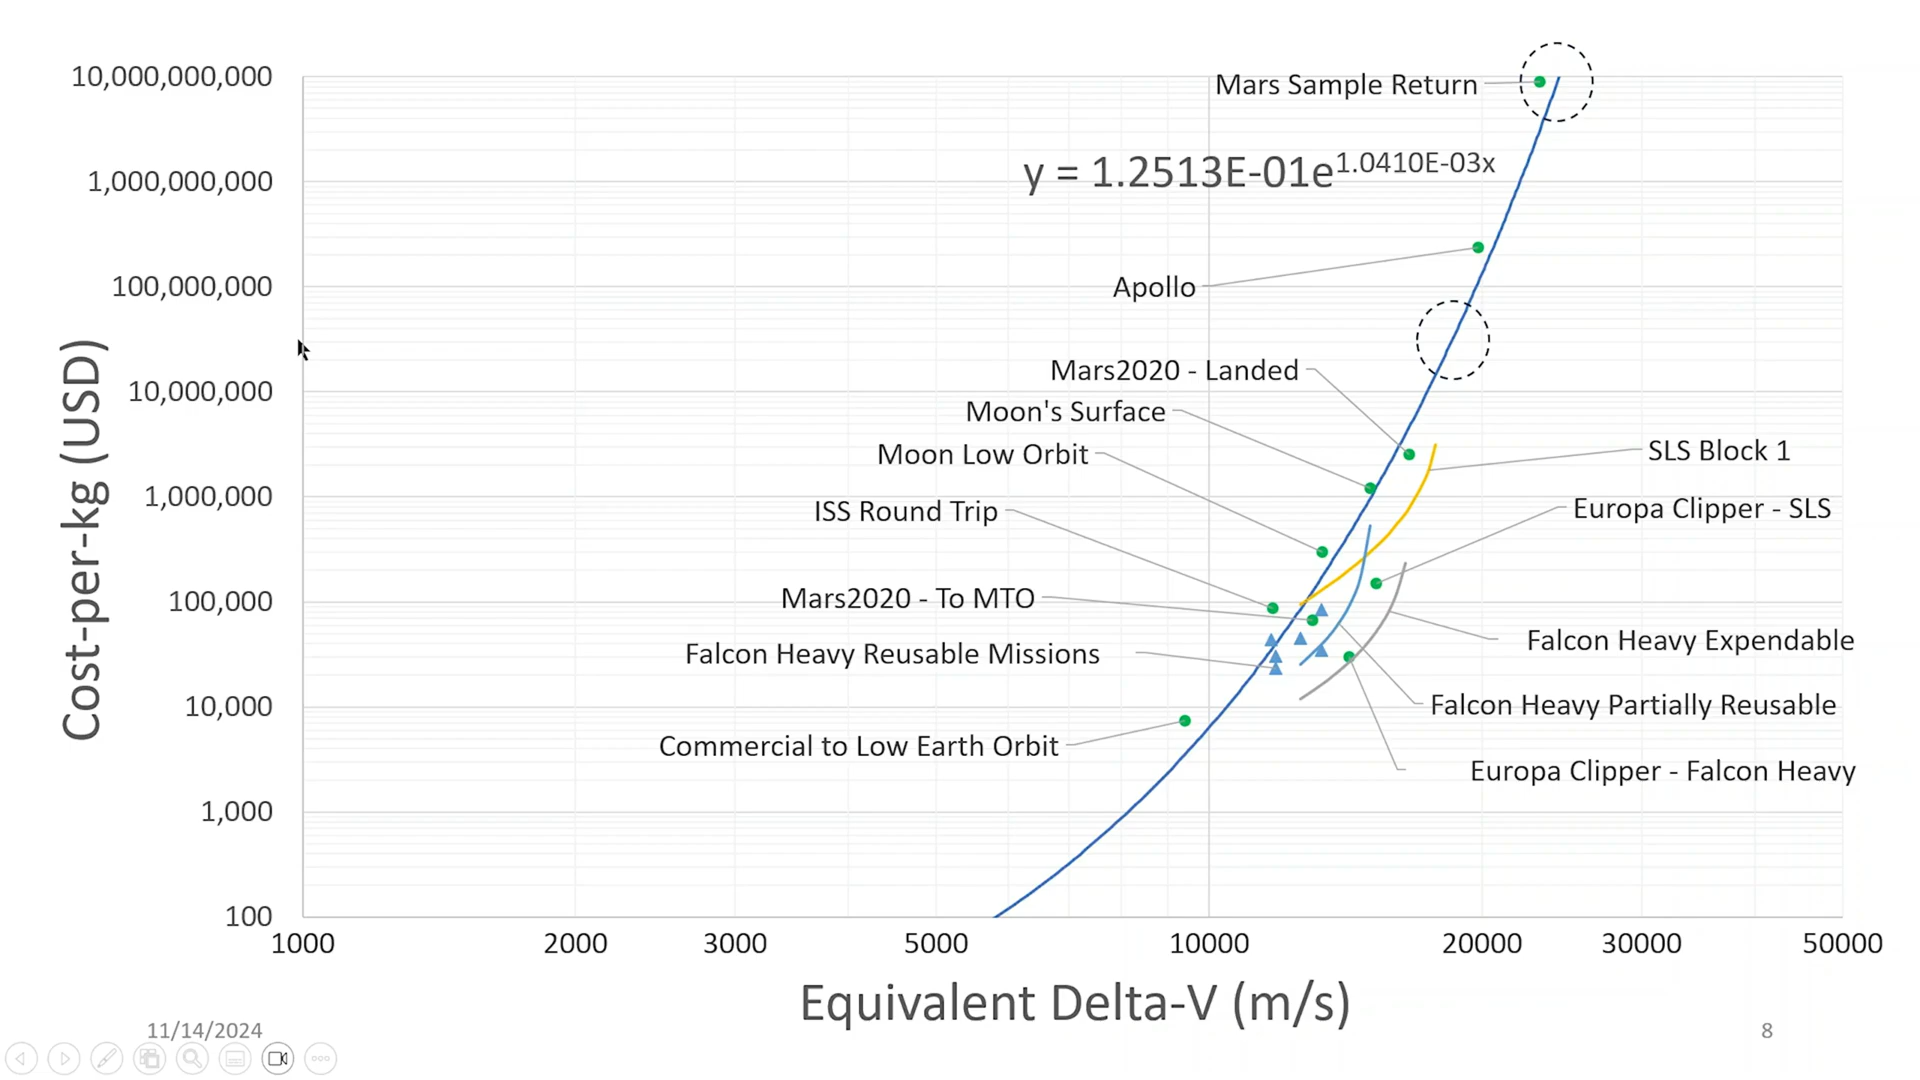 10,000,000,000
1,000,000,000
100,000,000
10,000,000
1,000,000
100,000
10,000
1,000
100
Cost-per-kg (USD)
Mars Sample Return
y = 1.2513E-01e^1.0410E-03x
Apollo
Mars2020 - Landed
Moon's Surface
Moon Low Orbit
SLS Block 1
ISS Round Trip
Europa Clipper - SLS
Mars2020 - To MTO
Falcon Heavy Expendable
Falcon Heavy Reusable Missions
Falcon Heavy Partially Reusable
Commercial to Low Earth Orbit
Europa Clipper - Falcon Heavy
1000 2000 3000 5000 10000 20000 30000 50000
Equivalent Delta-V (m/s)
11/14/2024
8